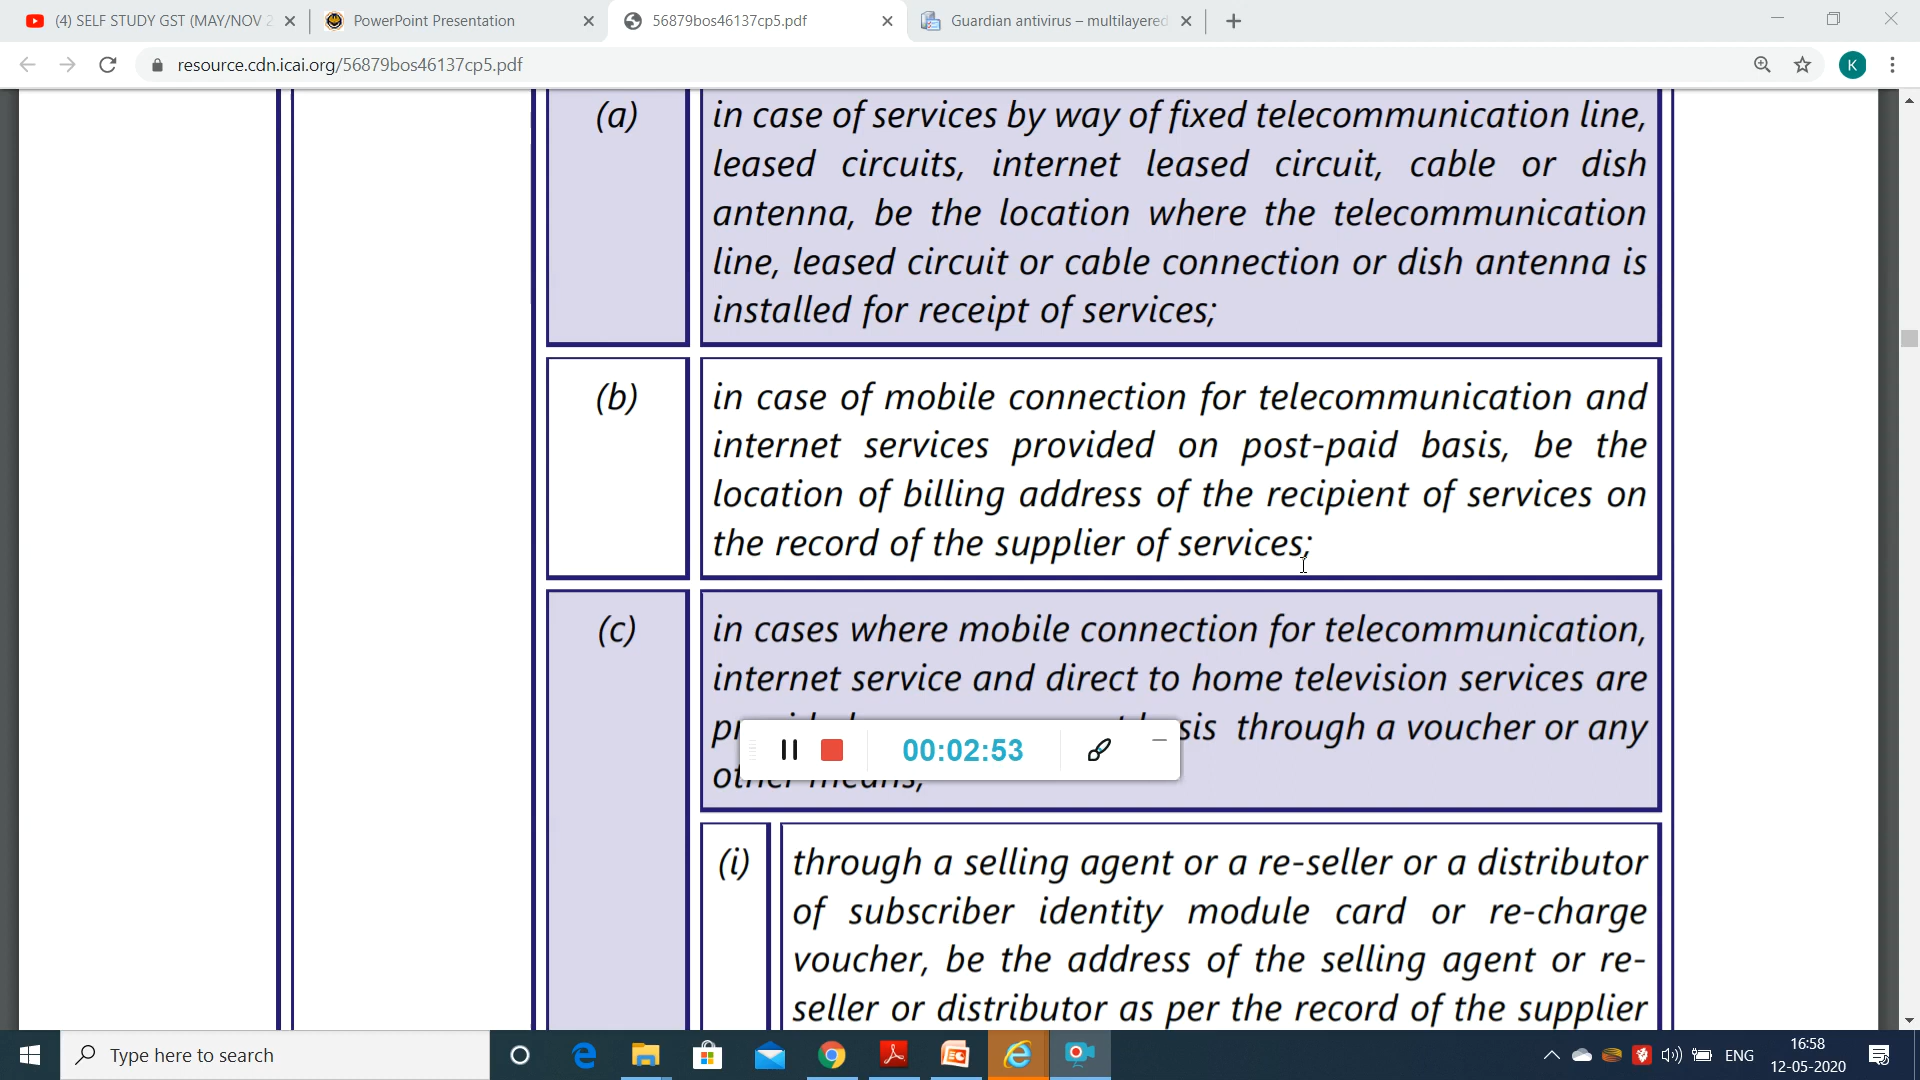 (4) SELF STUDY GST (MAY/NOV 2
PowerPoint Presentation
56879bos46137cp5.pdf
Guardian antivirus – multilayered
resource.cdn.icai.org/56879bos46137cp5.pdf
K
(a)
in case of services by way of fixed telecommunication line,
leased circuits, internet leased circuit, cable or dish
antenna, be the location where the telecommunication
line, leased circuit or cable connection or dish antenna is
installed for receipt of services;
(b)
in case of mobile connection for telecommunication and
internet services provided on post-paid basis, be the
location of billing address of the recipient of services on
the record of the supplier of services;
(c)
in cases where mobile connection for telecommunication,
internet service and direct to home television services are
through a voucher or any
other means;
00:02:53
(i)
through a selling agent or a re-seller or a distributor
of subscriber identity module card or re-charge
voucher, be the address of the selling agent or re-
seller or distributor as per the record of the supplier
Type here to search
ENG
16:58
12-05-2020